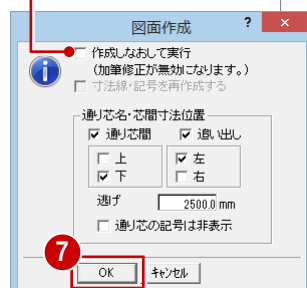 図面作成
?
×
作成しなおして実行
(加筆修正が無効になります。)
寸法線・記号を再作成する
通り芯名・芯間寸法位置
通り芯間 追い出し
上 左
下 右
逃げ 2500.0 mm
通り芯の記号は非表示
7
OK キャンセル